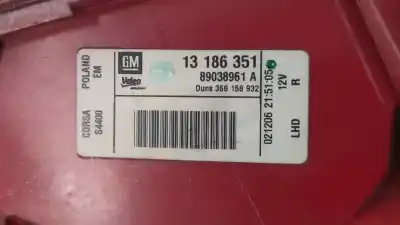 POLAND
EM
CORSA
S4400
GM
Valeo
13 186 351
89038961 A
Duns 368 158 932
021206 21:51:05
12V
R
LHD